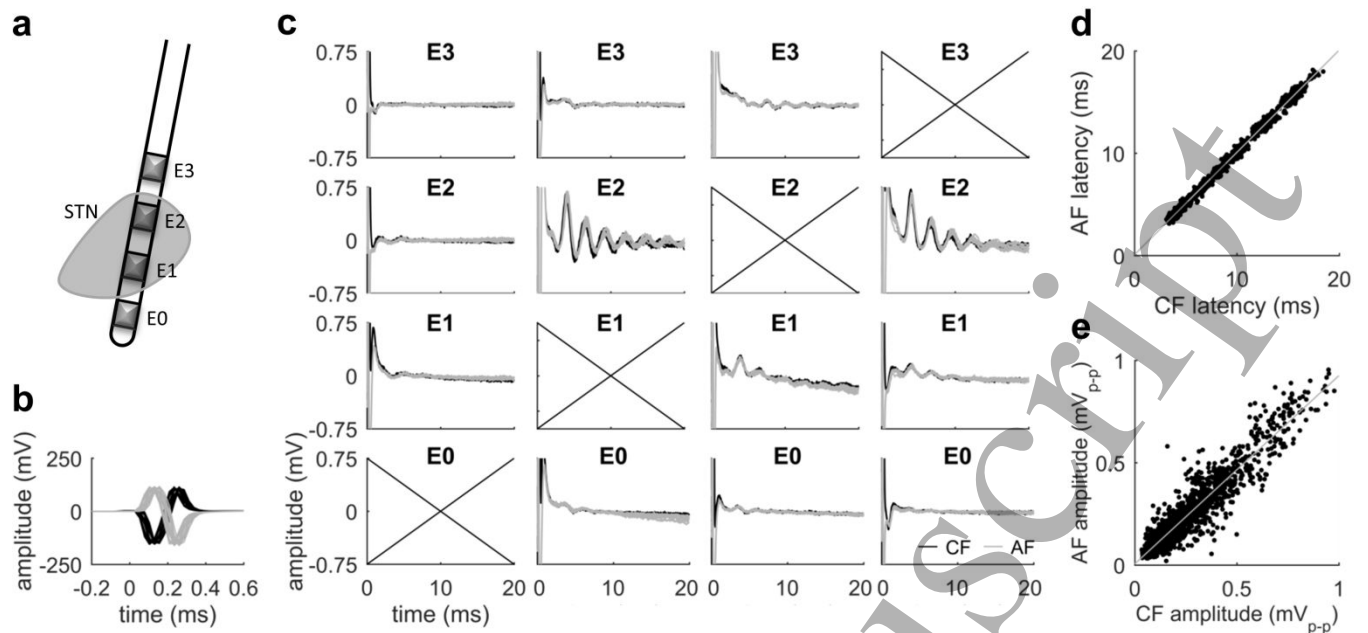 a
E3
STN
E2
E1
E0
b
250
0
-250
amplitude (mV)
-0.2 0 0.2 0.4 0.6
time (ms)
c
0.75 E3 E3 E3 E3
0
-0.75
0.75 E2 E2 E2 E2
0
-0.75
0.75 E1 E1 E1 E1
0
-0.75
0.75 E0 E0 E0 E0
0
-0.75
amplitude (mV)
CF AF
0 10 20 0 10 20 0 10 20 0 10 20
time (ms)
d
20
10
0
AF latency (ms)
0 10 20
CF latency (ms)
e
1
0.5
0
AF amplitude (mVp-p)
0 0.5 1
CF amplitude (mVp-p)
uscript